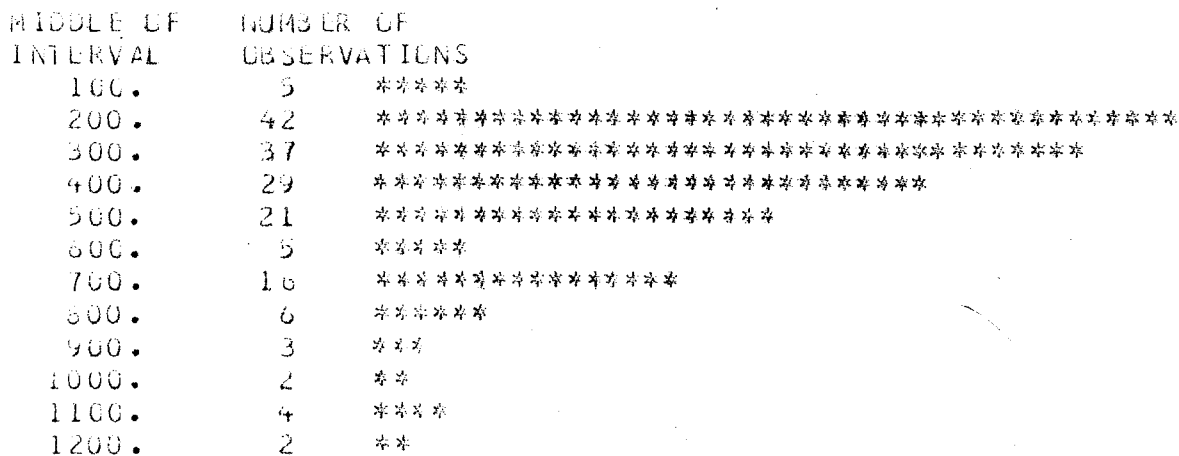 MIDDLE OF NUMBER OF
INTERVAL OBSERVATIONS
100. 5 *****
200. 42 ******************************************
300. 37 *************************************
400. 29 *****************************
500. 21 *********************
600. 5 *****
700. 16 ****************
800. 6 ******
900. 3 ***
1000. 2 **
1100. 4 ****
1200. 2 **